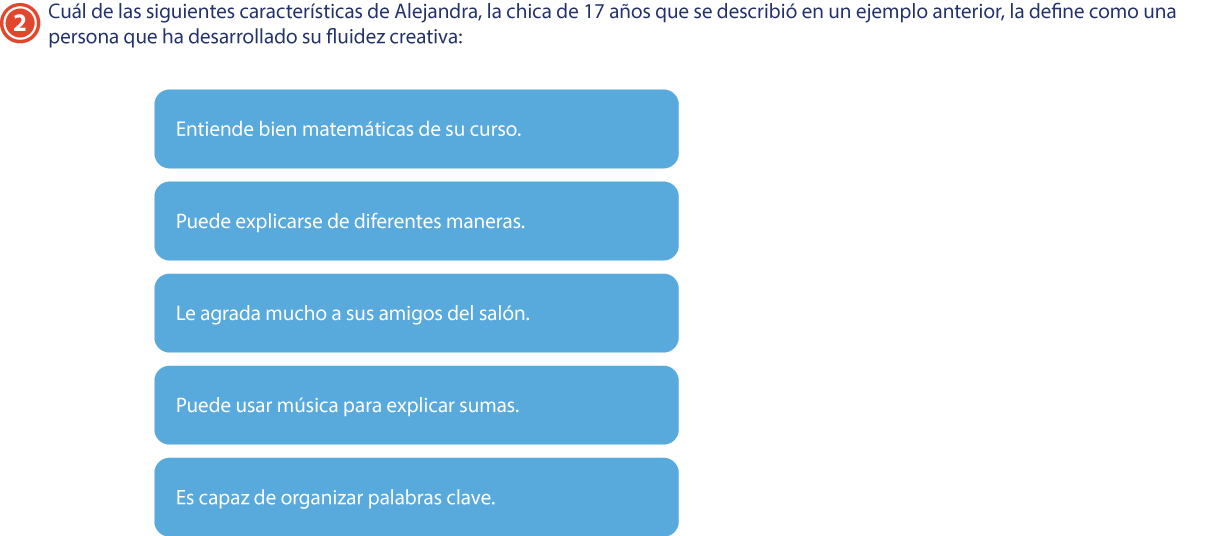 2 Cuál de las siguientes características de Alejandra, la chica de 17 años que se describió en un ejemplo anterior, la define como una
persona que ha desarrollado su fluidez creativa:
Entiende bien matemáticas de su curso.
Puede explicarse de diferentes maneras.
Le agrada mucho a sus amigos del salón.
Puede usar música para explicar sumas.
Es capaz de organizar palabras clave.